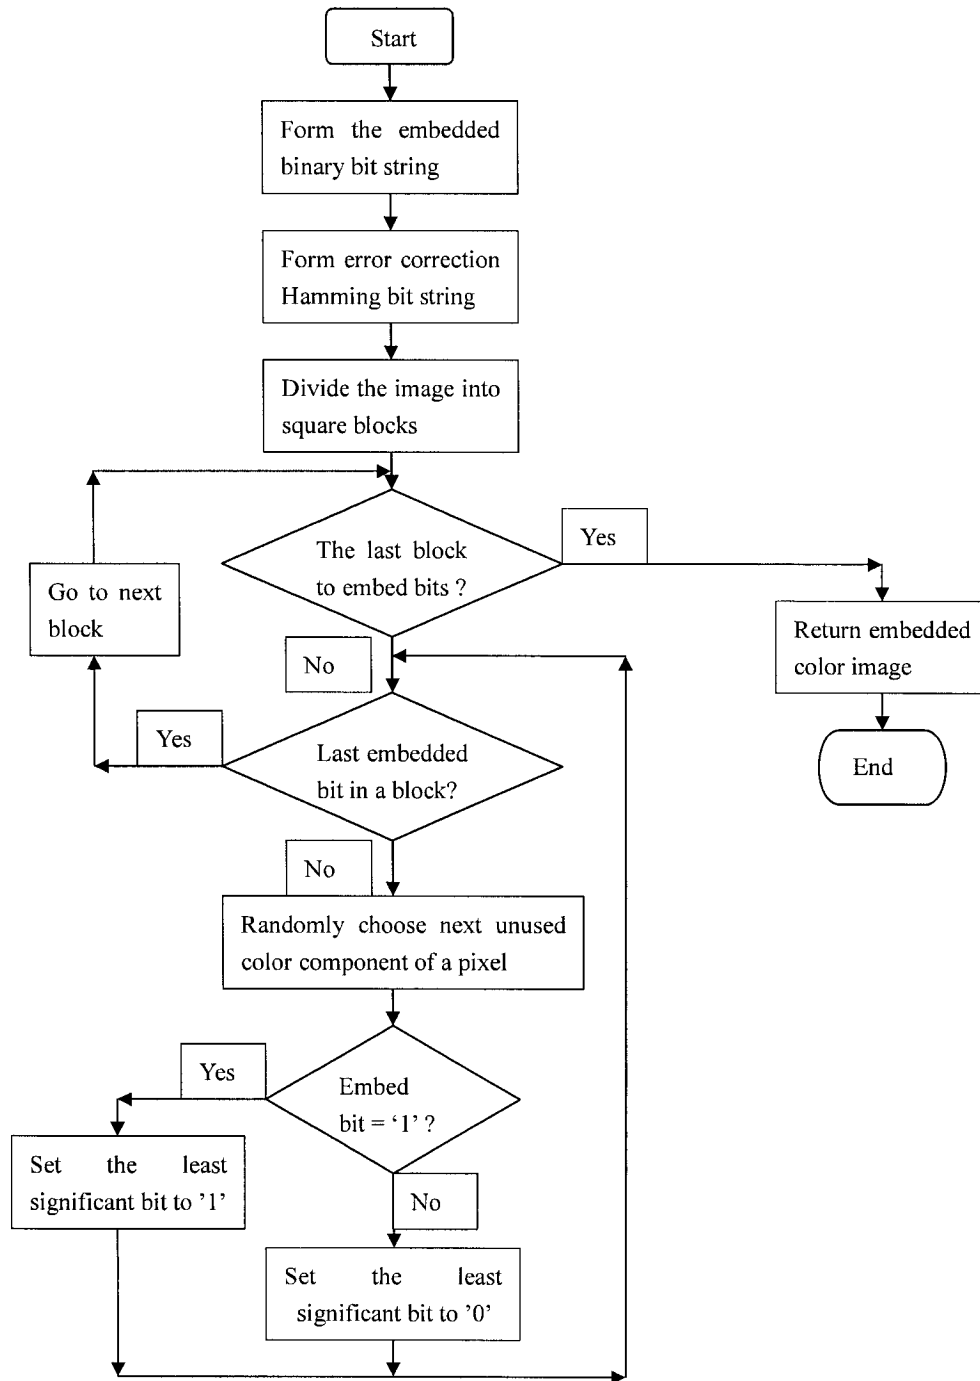 Start
Form the embedded
binary bit string
Form error correction
Hamming bit string
Divide the image into
square blocks
The last block
to embed bits ?
Yes
Go to next
block
Return embedded
color image
No
Yes
Last embedded
bit in a block?
End
No
Randomly choose next unused
color component of a pixel
Yes
Embed
bit = ‘1’ ?
Set the least
significant bit to ’1’
No
Set the least
significant bit to ’0’